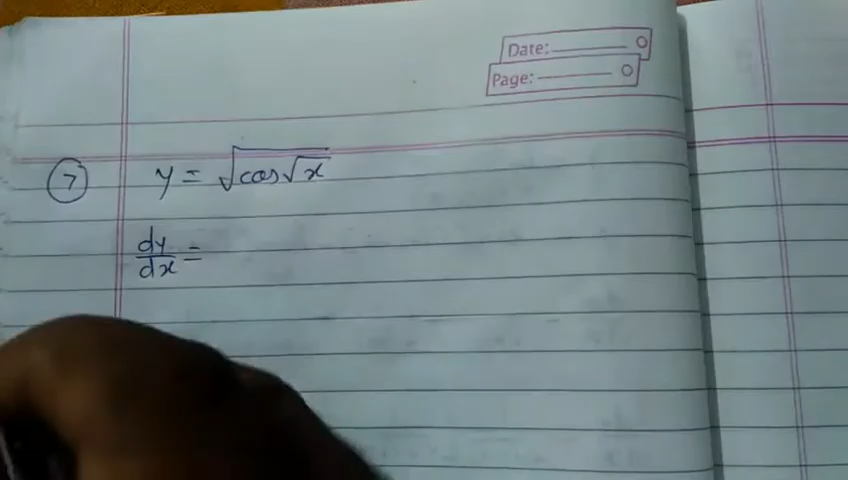 Date:
Page:
7 y = √cos√x
dy/dx =